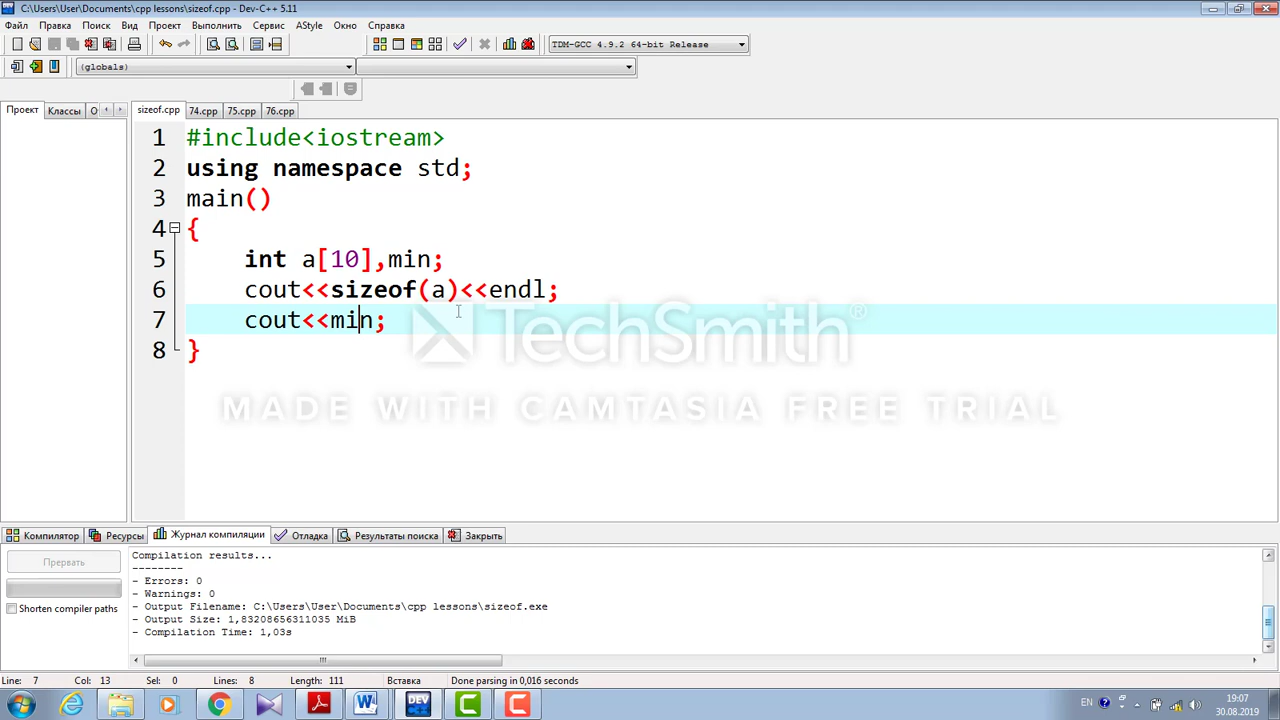 C:\Users\User\Documents\cpp lessons\sizeof.cpp - Dev-C++ 5.11
Файл Правка Поиск Вид Проект Выполнить Сервис AStyle Окно Справка
TDM-GCC 4.9.2 64-bit Release
(globals)
Проект Классы О sizeof.cpp 74.cpp 75.cpp 76.cpp
1 #include<iostream>
2 using namespace std;
3 main()
4 {
5 int a[10],min;
6 cout<<sizeof(a)<<endl;
7 cout<<min;
8 }
TechSmith®
MADE WITH CAMTASIA FREE TRIAL
Компилятор Ресурсы Журнал компиляции Отладка Результаты поиска Закрыть
Прервать
Shorten compiler paths
Compilation results...
--------
- Errors: 0
- Warnings: 0
- Output Filename: C:\Users\User\Documents\cpp lessons\sizeof.exe
- Output Size: 1,83208656311035 MiB
- Compilation Time: 1,03s
Line: 7 Col: 13 Sel: 0 Lines: 8 Length: 111 Вставка Done parsing in 0,016 seconds
DEV
EN 19:07
30.08.2019